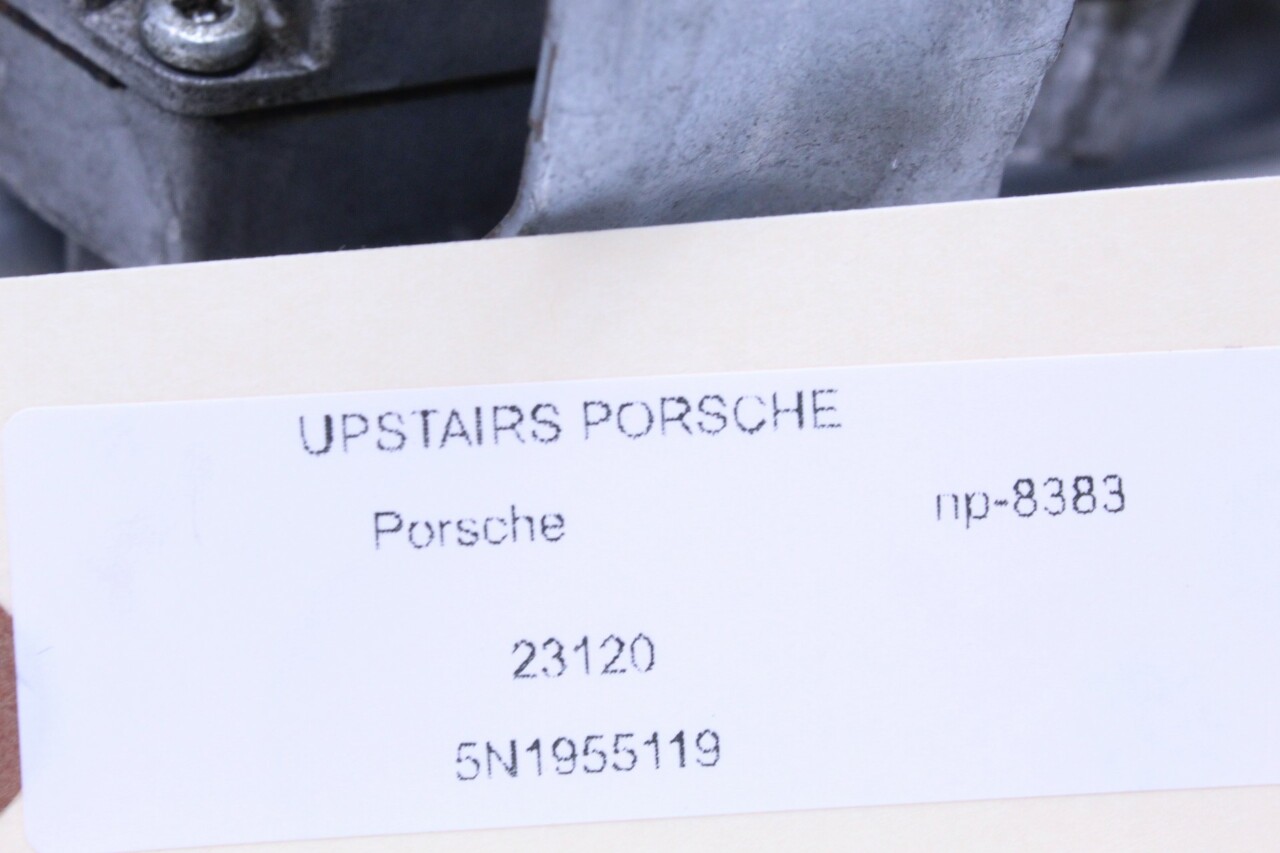 UPSTAIRS PORSCHE
Porsche np-8383
23120
5N1955119